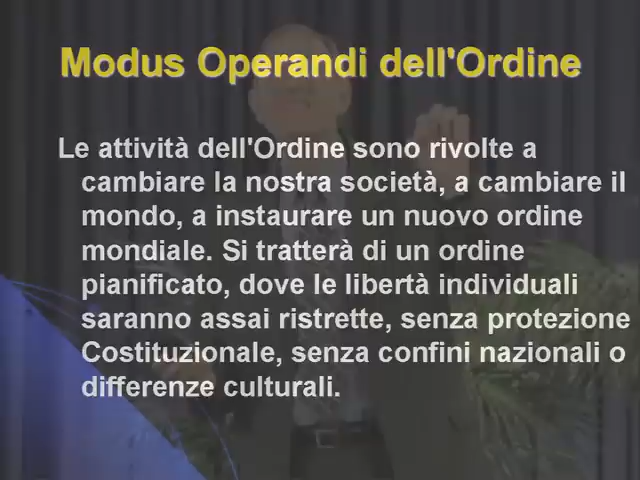 Modus Operandi dell'Ordine
Le attività dell'Ordine sono rivolte a
cambiare la nostra società, a cambiare il
mondo, a instaurare un nuovo ordine
mondiale. Si tratterà di un ordine
pianificato, dove le libertà individuali
saranno assai ristrette, senza protezione
Costituzionale, senza confini nazionali o
differenze culturali.